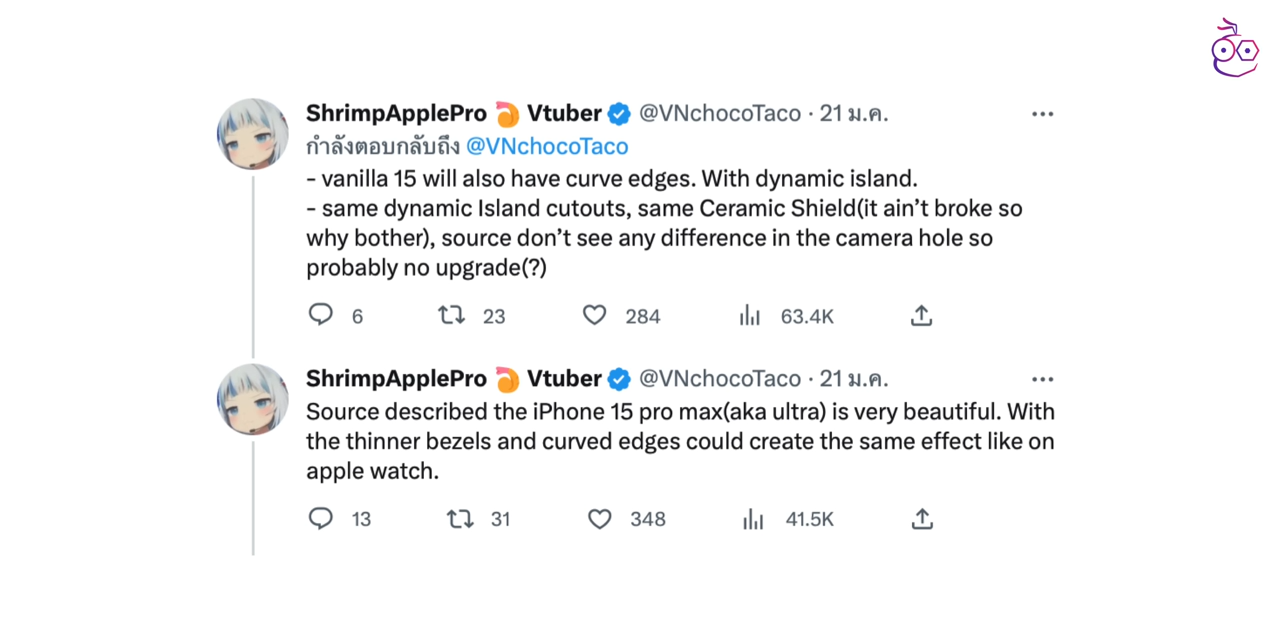 ShrimpApplePro 🍤 Vtuber @VNchocoTaco · 21 ม.ค.
กำลังตอบกลับถึง @VNchocoTaco
- vanilla 15 will also have curve edges. With dynamic island.
- same dynamic Island cutouts, same Ceramic Shield(it ain’t broke so
why bother), source don’t see any difference in the camera hole so
probably no upgrade(?)
6 23 284 63.4K
ShrimpApplePro 🍤 Vtuber @VNchocoTaco · 21 ม.ค.
Source described the iPhone 15 pro max(aka ultra) is very beautiful. With
the thinner bezels and curved edges could create the same effect like on
apple watch.
13 31 348 41.5K